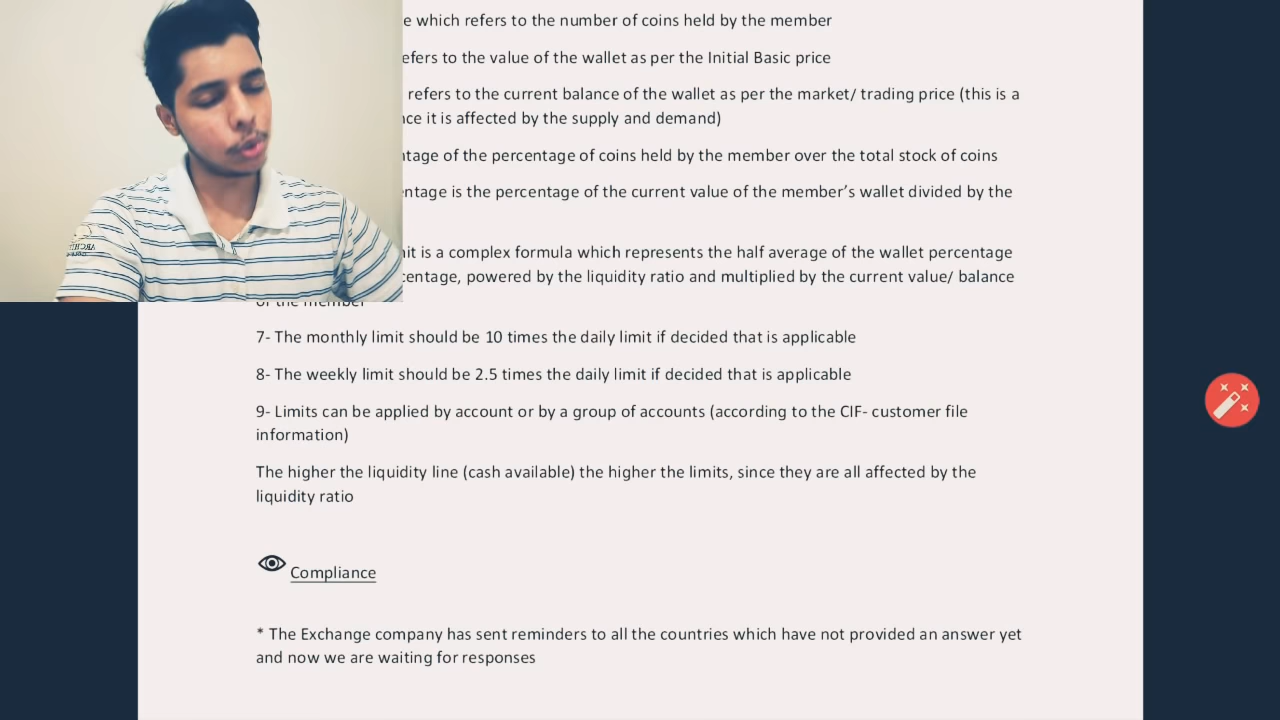 which refers to the number of coins held by the member
refers to the value of the wallet as per the Initial Basic price
refers to the current balance of the wallet as per the market/ trading price (this is a
it is affected by the supply and demand)
of the percentage of coins held by the member over the total stock of coins
is the percentage of the current value of the member’s wallet divided by the
is a complex formula which represents the half average of the wallet percentage
powered by the liquidity ratio and multiplied by the current value/ balance
of the member
7- The monthly limit should be 10 times the daily limit if decided that is applicable
8- The weekly limit should be 2.5 times the daily limit if decided that is applicable
9- Limits can be applied by account or by a group of accounts (according to the CIF- customer file
information)
The higher the liquidity line (cash available) the higher the limits, since they are all affected by the
liquidity ratio
Compliance
* The Exchange company has sent reminders to all the countries which have not provided an answer yet
and now we are waiting for responses